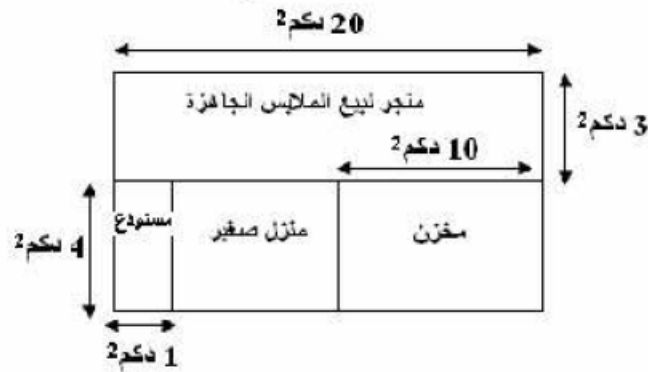 20 دكم2
متجر لبيع الملابس الجاهزة
3 دكم2
10 دكم2
مستودع
منزل صغير
مخزن
4 دكم2
1 دكم2